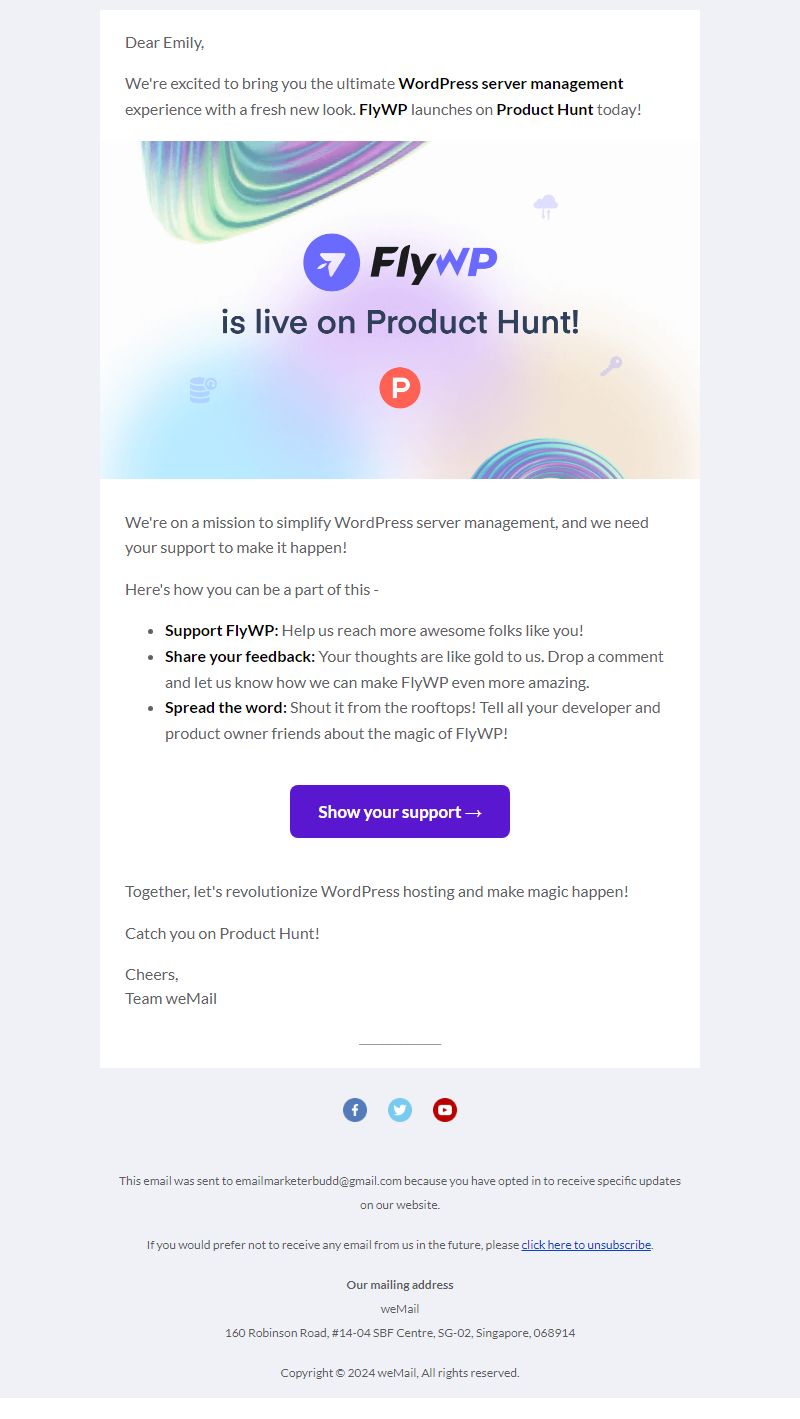 Dear Emily,
We're excited to bring you the ultimate WordPress server management
experience with a fresh new look. FlyWP launches on Product Hunt today!
FlyWP
is live on Product Hunt!
P
We're on a mission to simplify WordPress server management, and we need
your support to make it happen!
Here's how you can be a part of this -
• Support FlyWP: Help us reach more awesome folks like you!
• Share your feedback: Your thoughts are like gold to us. Drop a comment
and let us know how we can make FlyWP even more amazing.
• Spread the word: Shout it from the rooftops! Tell all your developer and
product owner friends about the magic of FlyWP!
Show your support →
Together, let's revolutionize WordPress hosting and make magic happen!
Catch you on Product Hunt!
Cheers,
Team weMail
This email was sent to emailmarketerbudd@gmail.com because you have opted in to receive specific updates
on our website.
If you would prefer not to receive any email from us in the future, please click here to unsubscribe.
Our mailing address
weMail
160 Robinson Road, #14-04 SBF Centre, SG-02, Singapore, 068914
Copyright © 2024 weMail, All rights reserved.